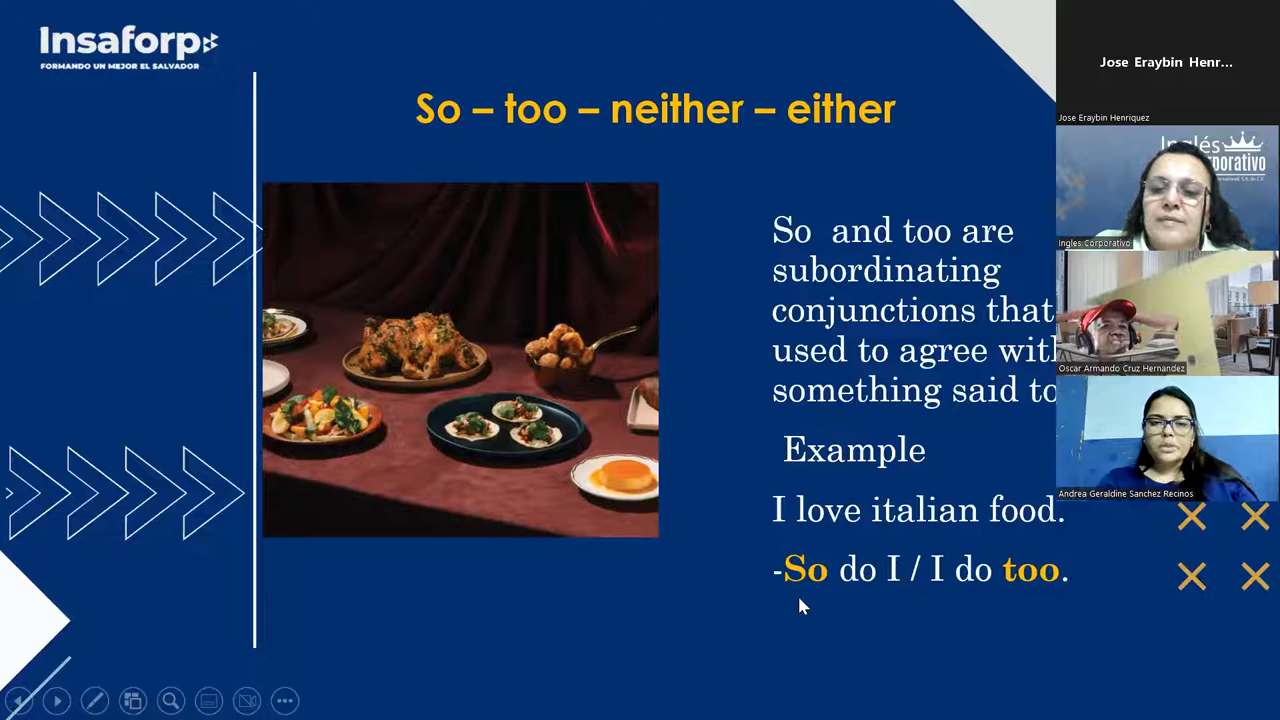 Insaforp
FORMANDO UN MEJOR EL SALVADOR
So – too – neither – either
So and too are
subordinating
conjunctions that
used to agree
something said to
Example
I love italian food.
-So do I / I do too.
Jose Eraybin Henr...
Jose Eraybin Henriquez
Inglés
Ingles Corporativo
Oscar Armando Cruz Hernandez
Andrea Geraldine Sanchez Recinos